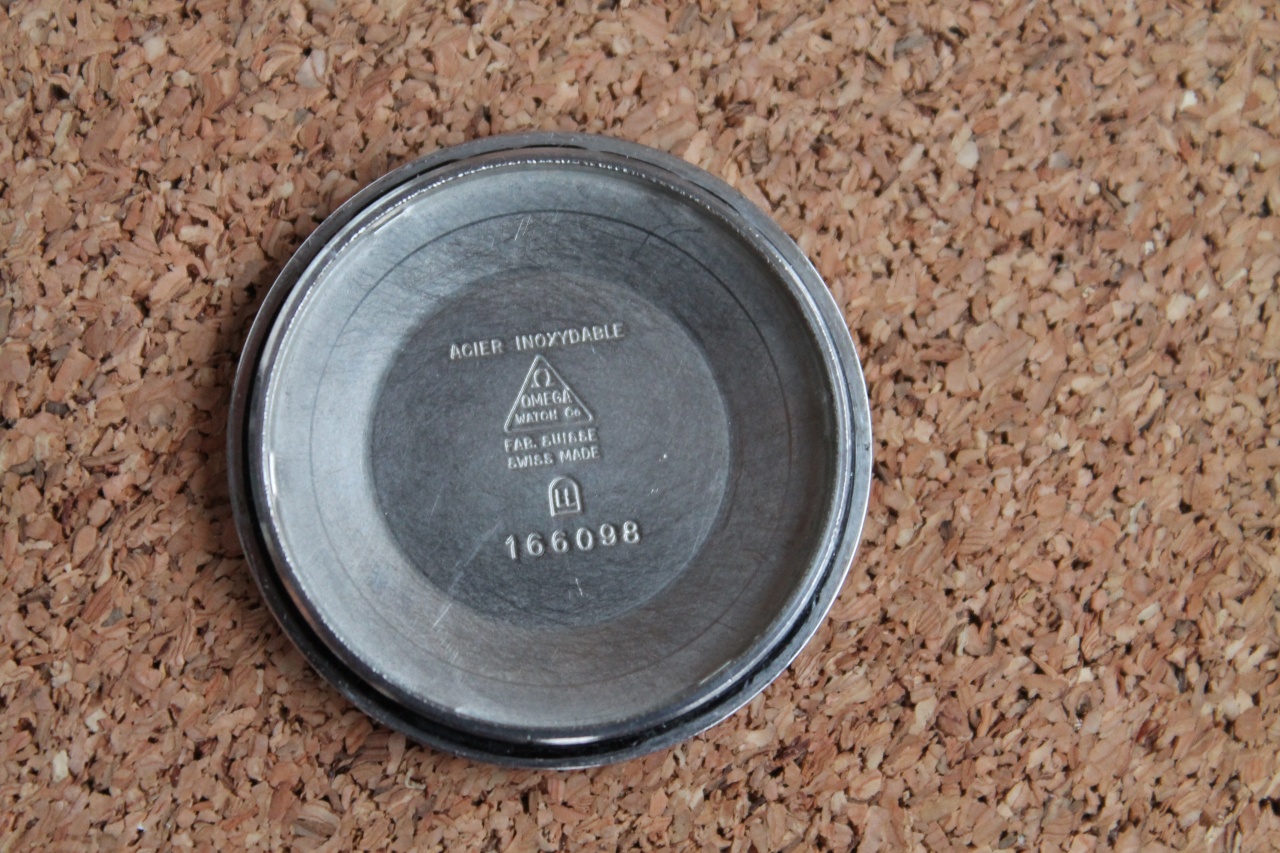 ACIER INOXYDABLE
Ω
OMEGA
WATCH Co
FAB. SUISSE
SWISS MADE
166098